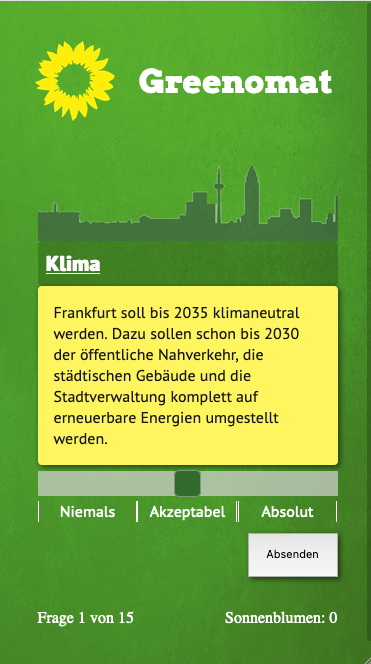 Greenomat
Klima
Frankfurt soll bis 2035 klimaneutral
werden. Dazu sollen schon bis 2030
der öffentliche Nahverkehr, die
städtischen Gebäude und die
Stadtverwaltung komplett auf
erneuerbare Energien umgestellt
werden.
Niemals Akzeptabel Absolut
Absenden
Frage 1 von 15 Sonnenblumen: 0